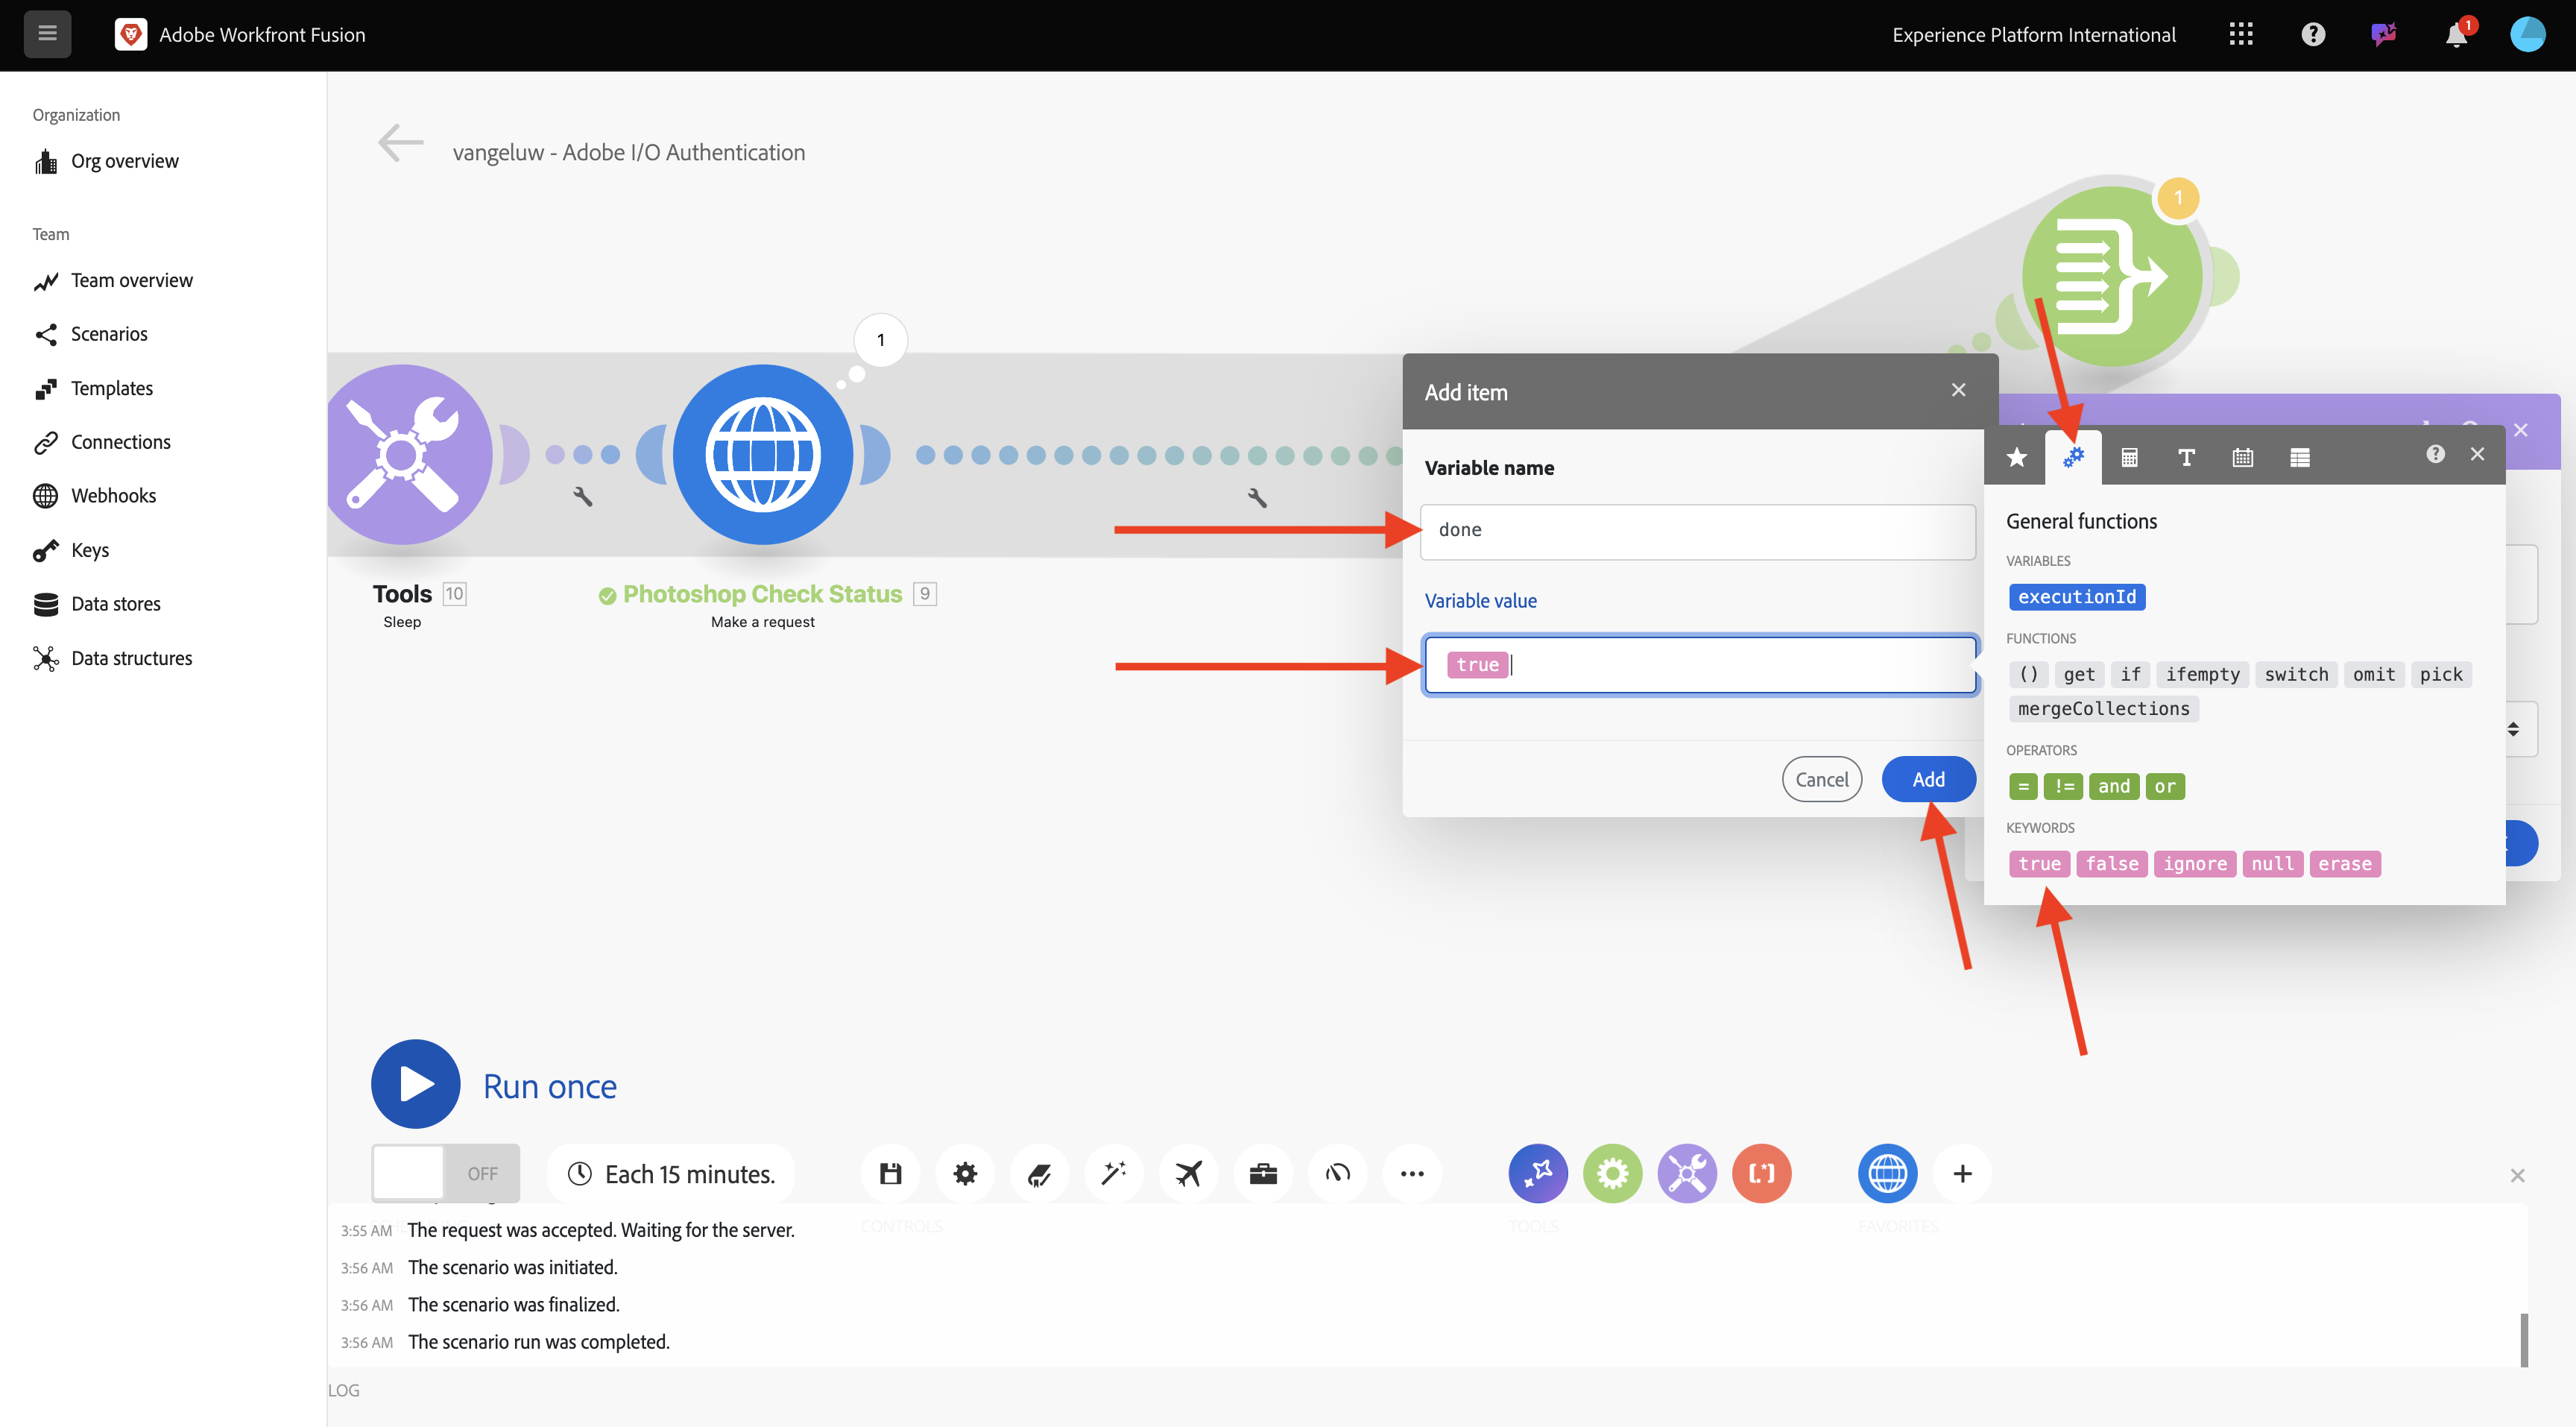 Adobe Workfront Fusion
Experience Platform International
1
Organization
Org overview
Team
Team overview
Scenarios
Templates
Connections
Webhooks
Keys
Data stores
Data structures
vangeluw - Adobe I/O Authentication
1
1
Tools 10
Sleep
Photoshop Check Status 9
Make a request
Add item
Variable name
done
Variable value
true
Cancel
Add
General functions
VARIABLES
executionId
FUNCTIONS
() get if ifempty switch omit pick
mergeCollections
OPERATORS
= != and or
KEYWORDS
true false ignore null erase
Run once
OFF
Each 15 minutes.
CONTROLS
TOOLS
FAVORITES
3:55 AM The request was accepted. Waiting for the server.
3:56 AM The scenario was initiated.
3:56 AM The scenario was finalized.
3:56 AM The scenario run was completed.
LOG